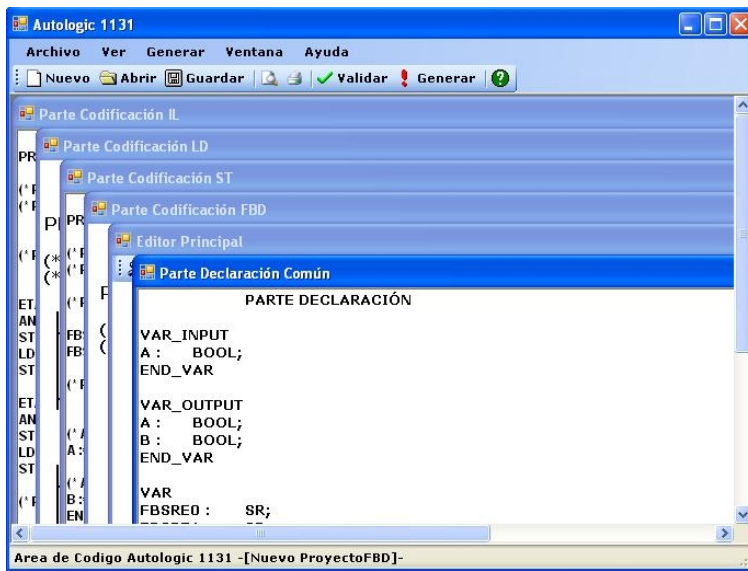 Autologic 1131
Archivo Ver Generar Ventana Ayuda
Nuevo Abrir Guardar Validar Generar
Parte Codificación IL
Parte Codificación LD
Parte Codificación ST
Parte Codificación FBD
Editor Principal
Parte Declaración Común
PARTE DECLARACIÓN
VAR_INPUT
A : BOOL;
END_VAR
VAR_OUTPUT
A : BOOL;
B : BOOL;
END_VAR
VAR
FBSRE0 : SR;
Area de Codigo Autologic 1131 -[Nuevo ProyectoFBD]-